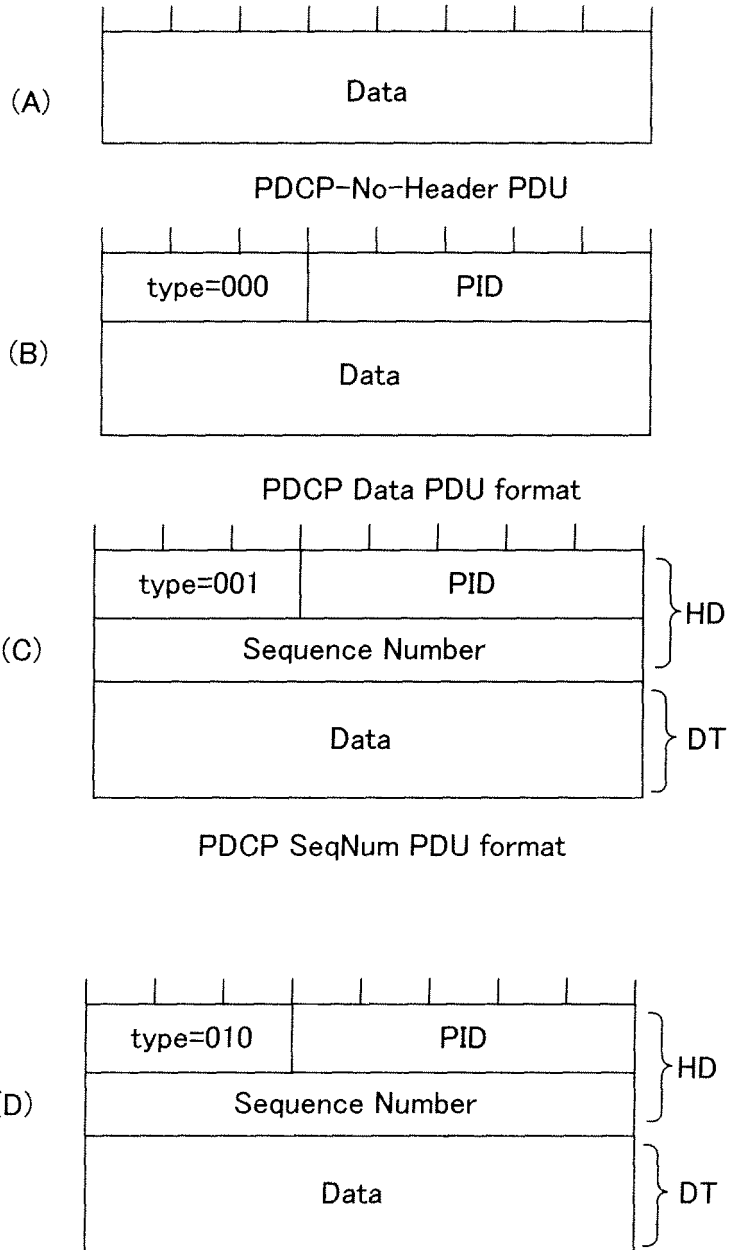 (A)
Data
PDCP-No-Header PDU
type=000 PID
(B)
Data
PDCP Data PDU format
type=001 PID
HD
(C)
Sequence Number
Data
DT
PDCP SeqNum PDU format
type=010 PID
HD
(D)
Sequence Number
Data
DT